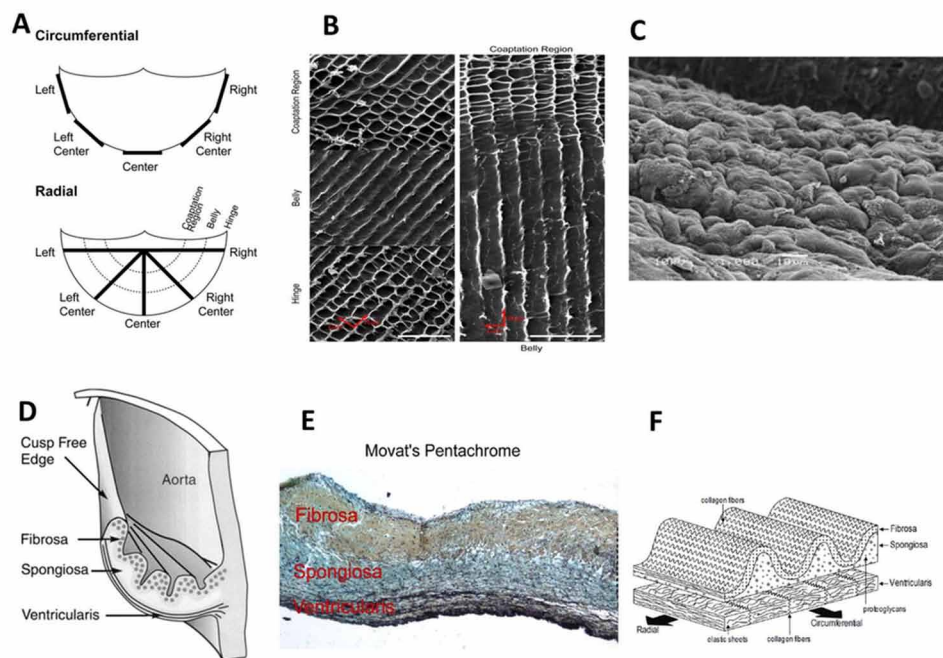 A
Circumferential
Left
Right
Left
Center
Right
Center
Center
Radial
Coaptation
Region
Belly
Hinge
Left
Right
Left
Center
Right
Center
Center
B
Coaptation Region
Coaptation Region
Belly
Hinge
Belly
C
D
Cusp Free
Edge
Aorta
Fibrosa
Spongiosa
Ventricularis
E
Movat's Pentachrome
Fibrosa
Spongiosa
Ventricularis
F
collagen fibers
Fibrosa
Spongiosa
Ventricularis
proteoglycans
Radial
Circumferential
elastic sheets
collagen fibers